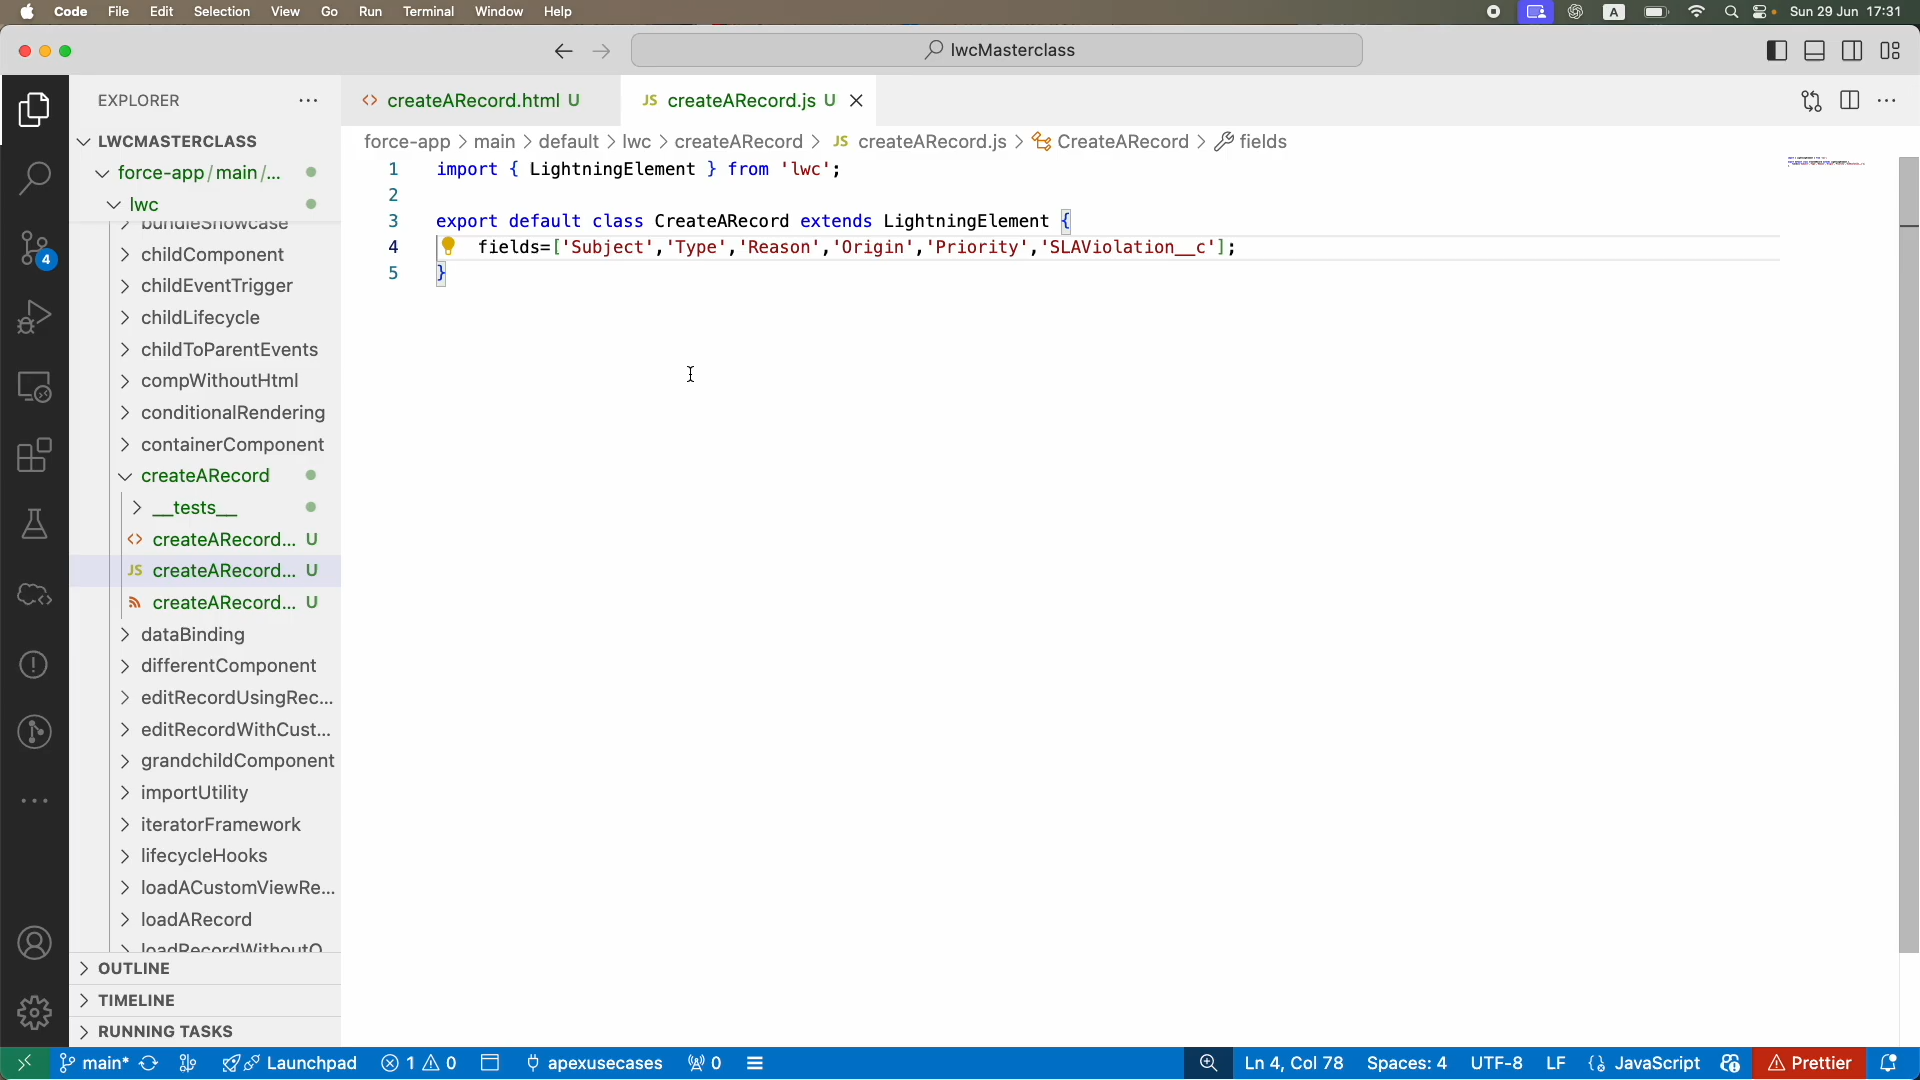 Code File Edit Selection View Go Run Terminal Window Help A Sun 29 Jun 17:31
lwcMasterclass
EXPLORER
createARecord.html U
JS createARecord.js U
LWCMASTERCLASS
force-app > main > default > lwc > createARecord > JS createARecord.js > CreateARecord > fields
force-app/main/...
lwc
bundleShowcase
childComponent
childEventTrigger
childLifecycle
childToParentEvents
compWithoutHtml
conditionalRendering
containerComponent
createARecord
__tests__
createARecord... U
JS createARecord... U
createARecord... U
dataBinding
differentComponent
editRecordUsingRec...
editRecordWithCust...
grandchildComponent
importUtility
iteratorFramework
lifecycleHooks
loadACustomViewRe...
loadARecord
loadRecordWithoutO
OUTLINE
TIMELINE
RUNNING TASKS
4
1 import { LightningElement } from 'lwc';
2
3 export default class CreateARecord extends LightningElement {
4 fields=['Subject','Type','Reason','Origin','Priority','SLAViolation__c'];
5 }
main* Launchpad 1 0 apexusecases 0 Ln 4, Col 78 Spaces: 4 UTF-8 LF {} JavaScript Prettier